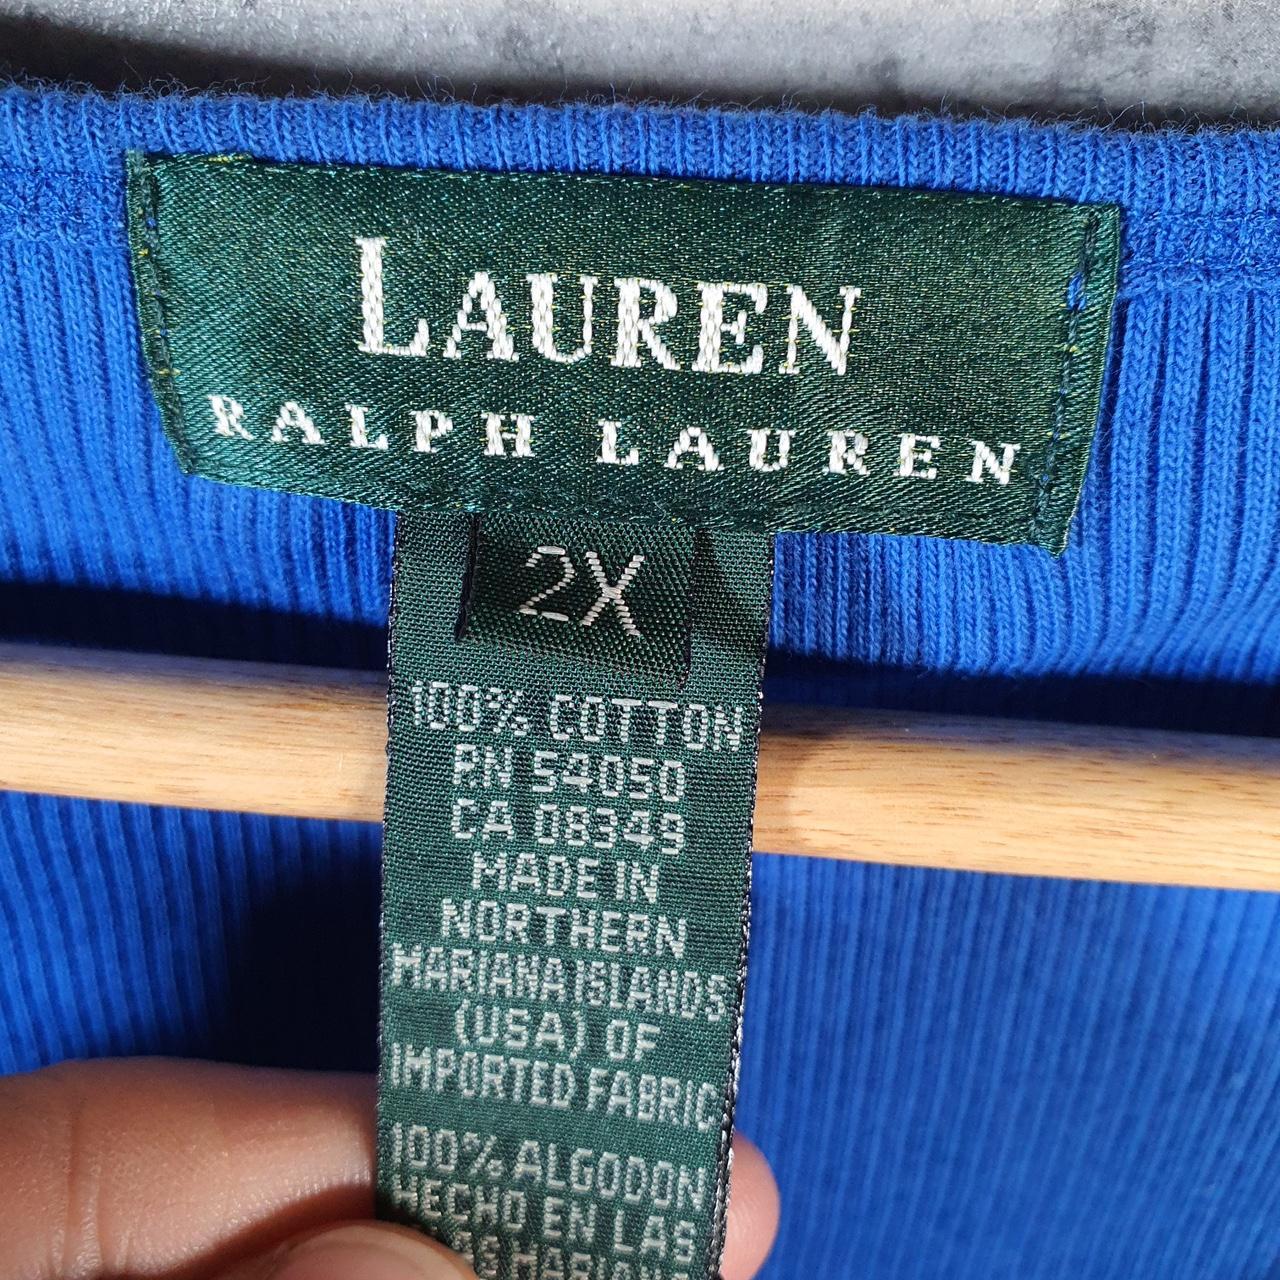 LAUREN
RALPH LAUREN
2X
100% COTTON
RN 54050
CA 08949
MADE IN
NORTHERN
MARIANA ISLANDS
(USA) OF
IMPORTED FABRIC
100% ALGODON
HECHO EN LAS